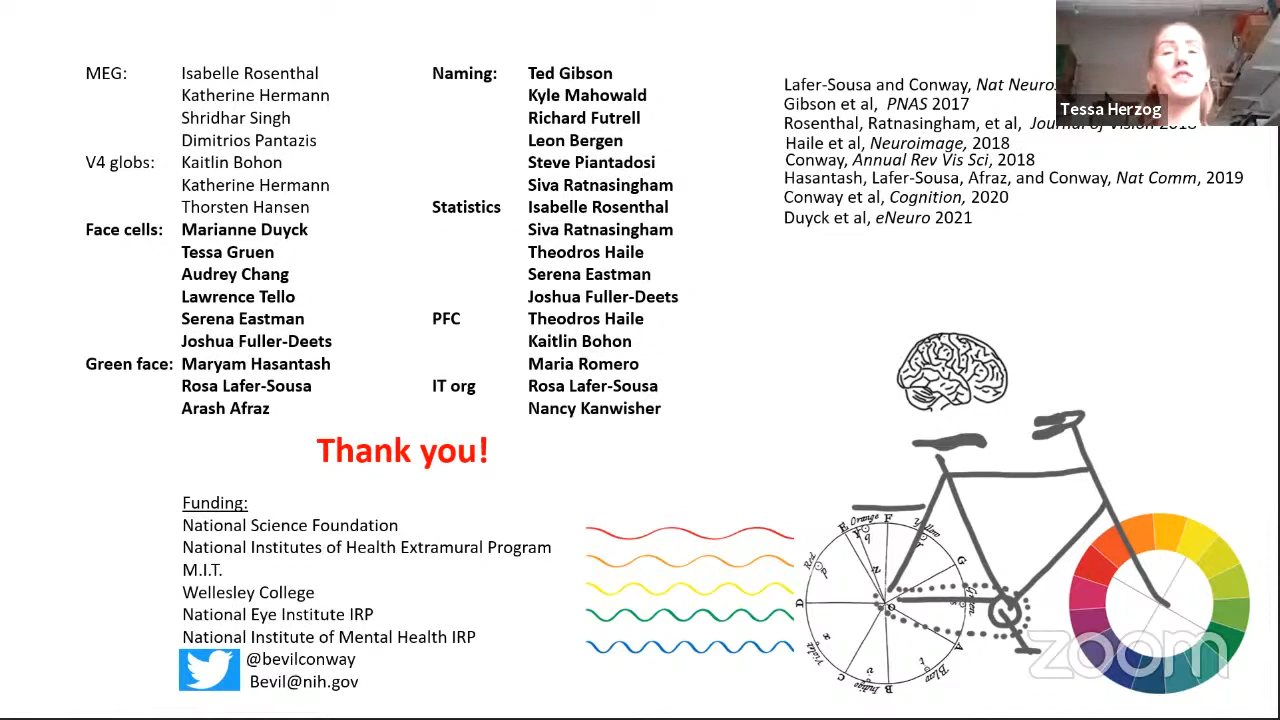 MEG: Isabelle Rosenthal
Katherine Hermann
Shridhar Singh
Dimitrios Pantazis
V4 globs: Kaitlin Bohon
Katherine Hermann
Thorsten Hansen
Face cells: Marianne Duyck
Tessa Gruen
Audrey Chang
Lawrence Tello
Serena Eastman
Joshua Fuller-Deets
Green face: Maryam Hasantash
Rosa Lafer-Sousa
Arash Afraz
Naming: Ted Gibson
Kyle Mahowald
Richard Futrell
Leon Bergen
Steve Piantadosi
Siva Ratnasingham
Statistics Isabelle Rosenthal
Siva Ratnasingham
Theodros Haile
Serena Eastman
Joshua Fuller-Deets
PFC Theodros Haile
Kaitlin Bohon
Maria Romero
IT org Rosa Lafer-Sousa
Nancy Kanwisher
Lafer-Sousa and Conway, Nat Neuro
Gibson et al, PNAS 2017
Rosenthal, Ratnasingham, et al, Journal of Vision 2018
Haile et al, Neuroimage, 2018
Conway, Annual Rev Vis Sci, 2018
Hasantash, Lafer-Sousa, Afraz, and Conway, Nat Comm, 2019
Conway et al, Cognition, 2020
Duyck et al, eNeuro 2021
Tessa Herzog
Thank you!
Funding:
National Science Foundation
National Institutes of Health Extramural Program
M.I.T.
Wellesley College
National Eye Institute IRP
National Institute of Mental Health IRP
@bevilconway
Bevil@nih.gov
E
Orange
F
Yellow
G
Green
A
Blew
B
Indigo
C
Violet
D
Red
zoom